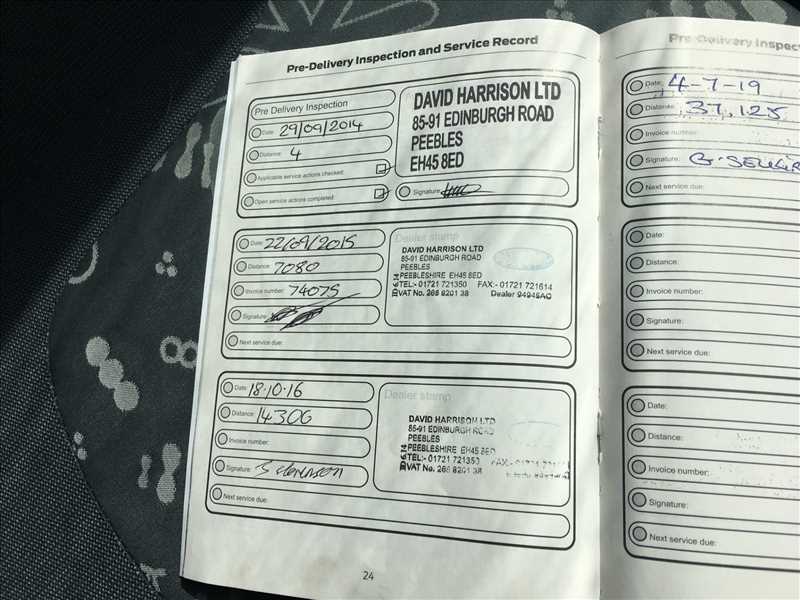 Pre-Delivery Inspection and Service Record
Pre Delivery Inspection
Date: 29/09/2014
Distance: 4
Applicable service actions checked:
Open service actions completed:
DAVID HARRISON LTD
85-91 EDINBURGH ROAD
PEEBLES
EH45 8ED
Signature:
Date: 22/09/2015
Distance: 7080
Invoice number: 74075
Signature:
Next service due:
Dealer stamp
DAVID HARRISON LTD
85-91 EDINBURGH ROAD
PEEBLES
PEEBLESHIRE EH45 8ED
TEL:- 01721 721350 FAX:- 01721 721614
VAT No. 268 8201 38 Dealer 94945AO
Date: 18.10.16
Distance: 14306
Invoice number:
Signature:
Next service due:
Dealer stamp
DAVID HARRISON LTD
85-91 EDINBURGH ROAD
PEEBLES
PEEBLESHIRE EH45 8ED
TEL:- 01721 721350 FAX:- 01721
VAT No. 268 8201 38
24
Pre-Delivery Inspec
Date: 4-7-19
Distance: 37,125
Invoice number:
Signature: G.
Next service due:
Date:
Distance:
Invoice number:
Signature:
Next service due:
Date:
Distance:
Invoice number:
Signature:
Next service due: